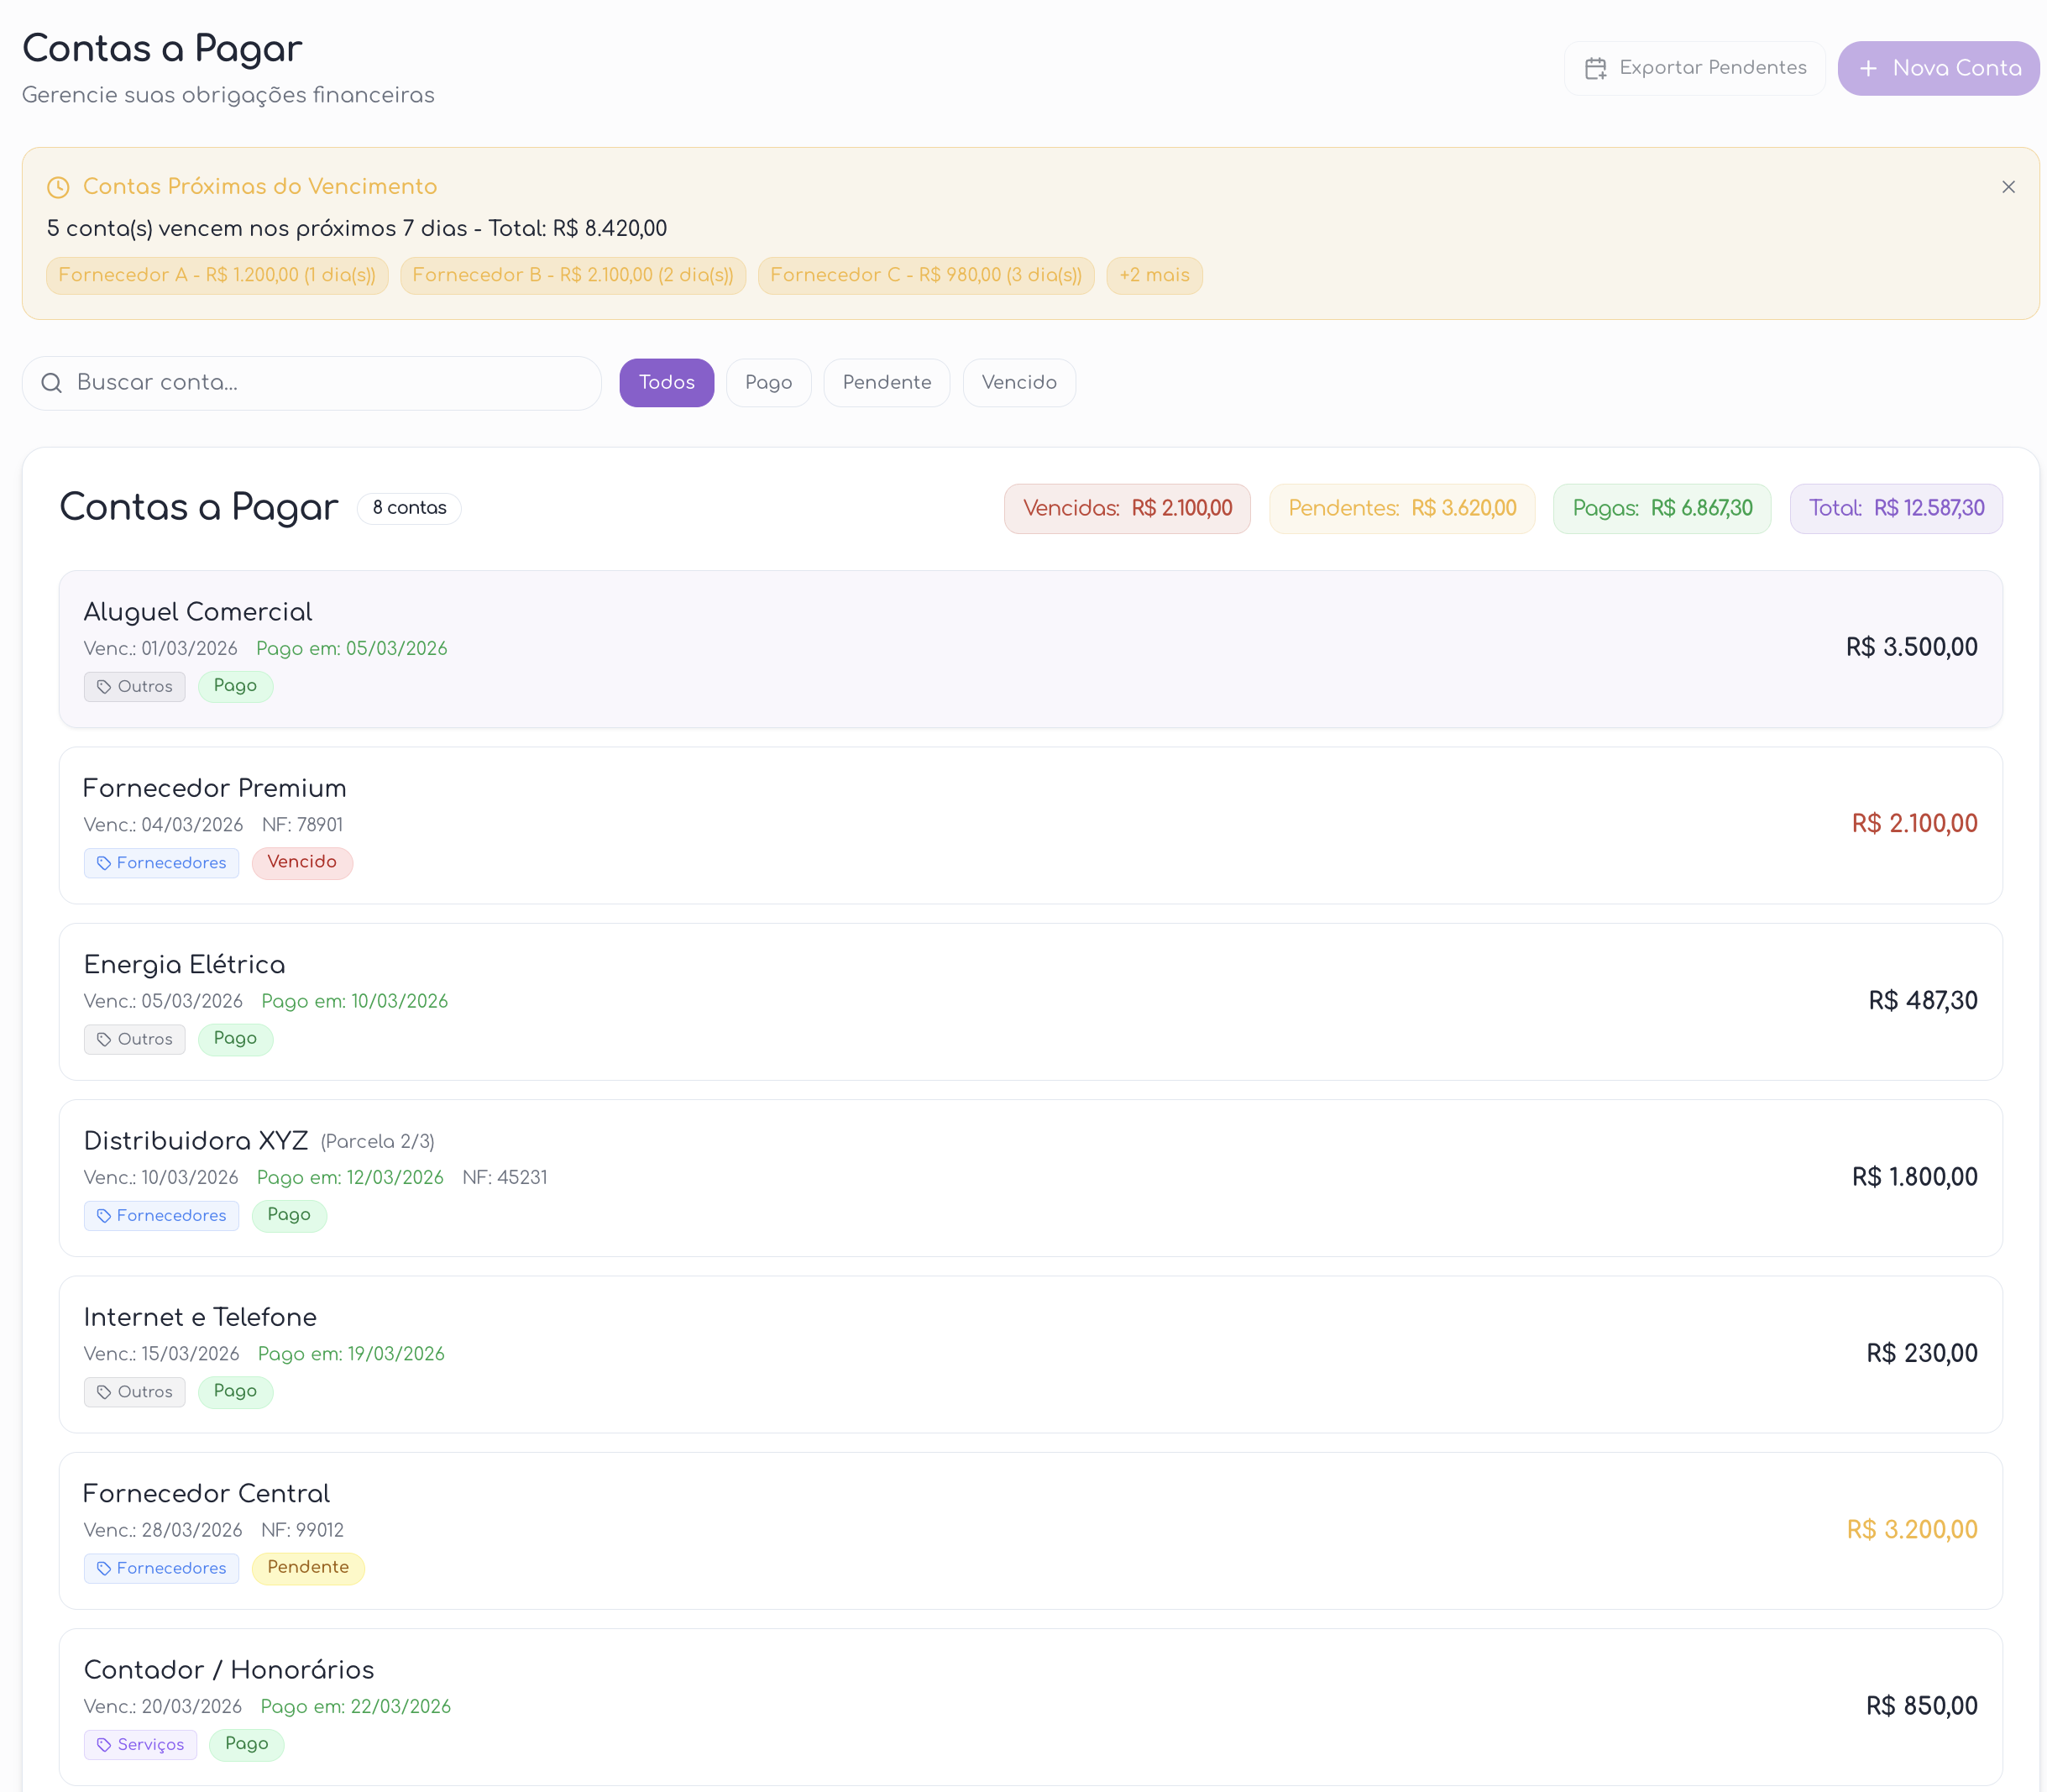 Contas a Pagar
Gerencie suas obrigações financeiras
Exportar Pendentes
+ Nova Conta
Contas Próximas do Vencimento
5 conta(s) vencem nos próximos 7 dias - Total: R$ 8.420,00
Fornecedor A - R$ 1.200,00 (1 dia(s)) Fornecedor B - R$ 2.100,00 (2 dia(s)) Fornecedor C - R$ 980,00 (3 dia(s)) +2 mais
Buscar conta... Todos Pago Pendente Vencido
Contas a Pagar 8 contas Vencidas: R$ 2.100,00 Pendentes: R$ 3.620,00 Pagas: R$ 6.867,30 Total: R$ 12.587,30
Aluguel Comercial
Venc.: 01/03/2026 Pago em: 05/03/2026
Outros Pago
R$ 3.500,00
Fornecedor Premium
Venc.: 04/03/2026 NF: 78901
Fornecedores Vencido
R$ 2.100,00
Energia Elétrica
Venc.: 05/03/2026 Pago em: 10/03/2026
Outros Pago
R$ 487,30
Distribuidora XYZ (Parcela 2/3)
Venc.: 10/03/2026 Pago em: 12/03/2026 NF: 45231
Fornecedores Pago
R$ 1.800,00
Internet e Telefone
Venc.: 15/03/2026 Pago em: 19/03/2026
Outros Pago
R$ 230,00
Fornecedor Central
Venc.: 28/03/2026 NF: 99012
Fornecedores Pendente
R$ 3.200,00
Contador / Honorários
Venc.: 20/03/2026 Pago em: 22/03/2026
Serviços Pago
R$ 850,00